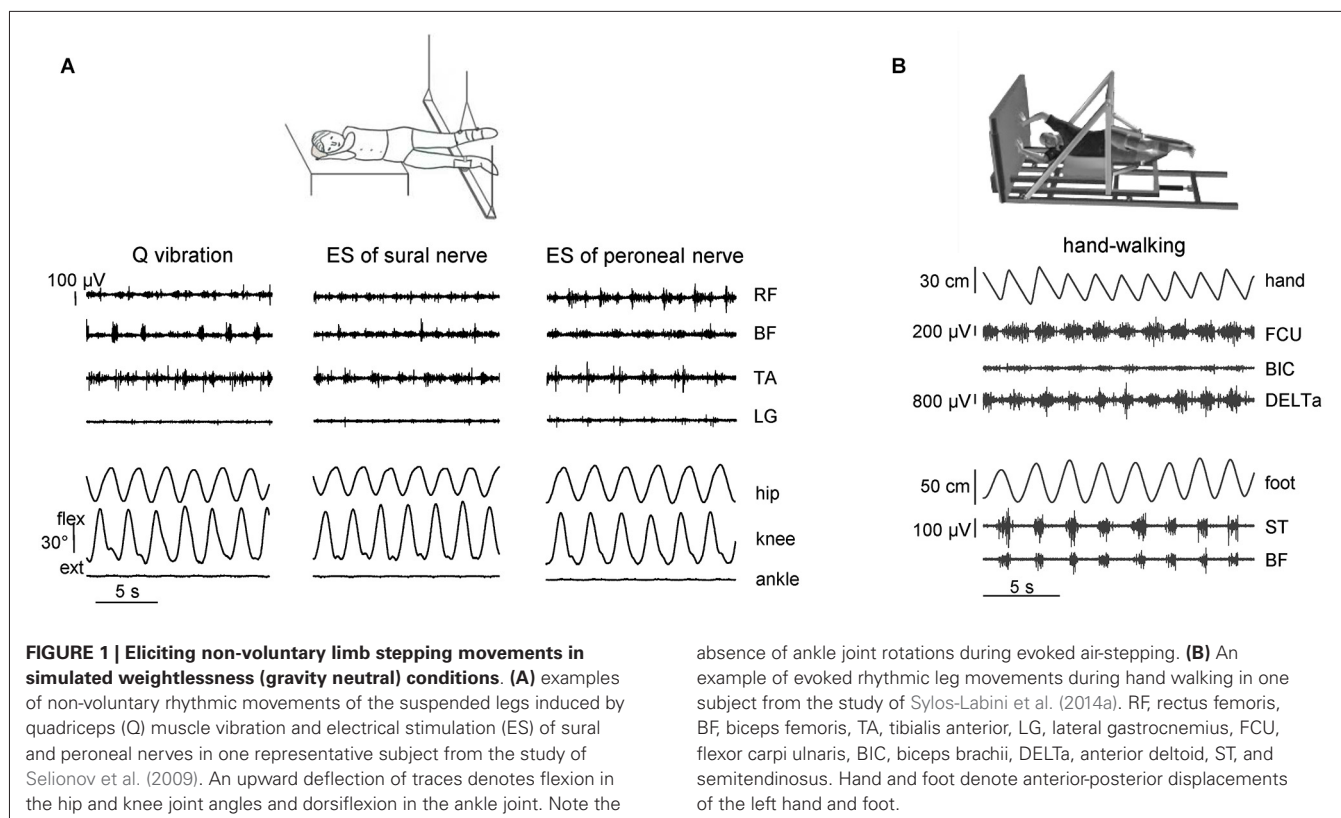 A
B
Q vibration
ES of sural nerve
ES of peroneal nerve
100 µV
RF
BF
TA
LG
hip
flex
30°
knee
ext
ankle
5 s
hand-walking
30 cm
hand
200 µV
FCU
BIC
800 µV
DELTa
50 cm
foot
100 µV
ST
BF
5 s
FIGURE 1 | Eliciting non-voluntary limb stepping movements in
simulated weightlessness (gravity neutral) conditions. (A) examples
of non-voluntary rhythmic movements of the suspended legs induced by
quadriceps (Q) muscle vibration and electrical stimulation (ES) of sural
and peroneal nerves in one representative subject from the study of
Selionov et al. (2009). An upward deflection of traces denotes flexion in
the hip and knee joint angles and dorsiflexion in the ankle joint. Note the
absence of ankle joint rotations during evoked air-stepping. (B) An
example of evoked rhythmic leg movements during hand walking in one
subject from the study of Sylos-Labini et al. (2014a). RF, rectus femoris,
BF, biceps femoris, TA, tibialis anterior, LG, lateral gastrocnemius, FCU,
flexor carpi ulnaris, BIC, biceps brachii, DELTa, anterior deltoid, ST, and
semitendinosus. Hand and foot denote anterior-posterior displacements
of the left hand and foot.